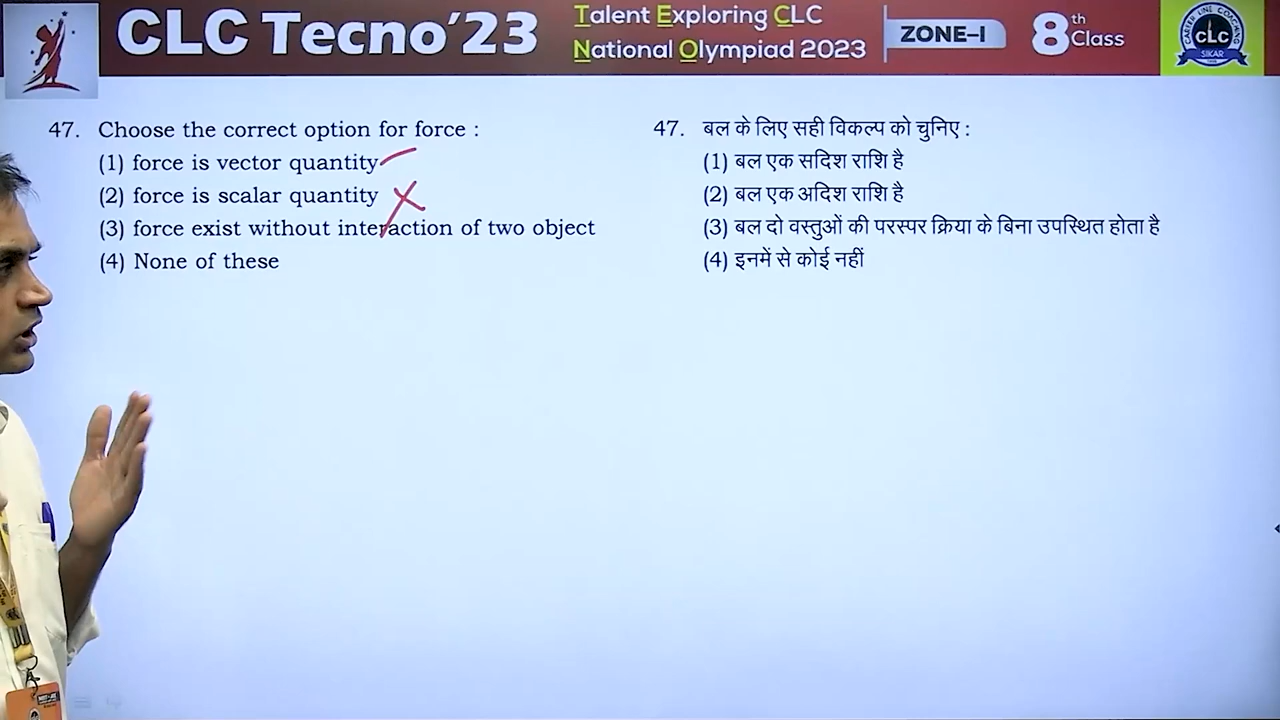 CLC Tecno'23
Talent Exploring CLC
National Olympiad 2023
ZONE-I
8th Class
CAREER LINE COACHING
CLC
SIKAR
47. Choose the correct option for force :
(1) force is vector quantity
(2) force is scalar quantity
(3) force exist without interaction of two object
(4) None of these
47. बल के लिए सही विकल्प को चुनिए :
(1) बल एक सदिश राशि है
(2) बल एक अदिश राशि है
(3) बल दो वस्तुओं की परस्पर क्रिया के बिना उपस्थित होता है
(4) इनमें से कोई नहीं